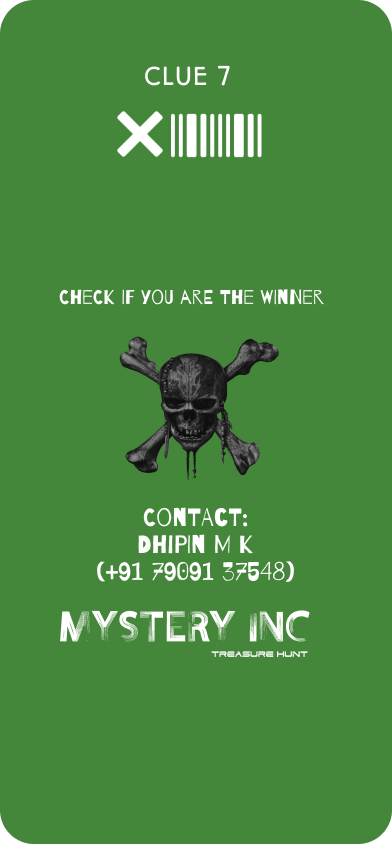 CLUE 7
CHECK IF YOU ARE THE WINNER
CONTACT:
DHIPIN M K
(+91 79091 37548)
MYSTERY INC
TREASURE HUNT